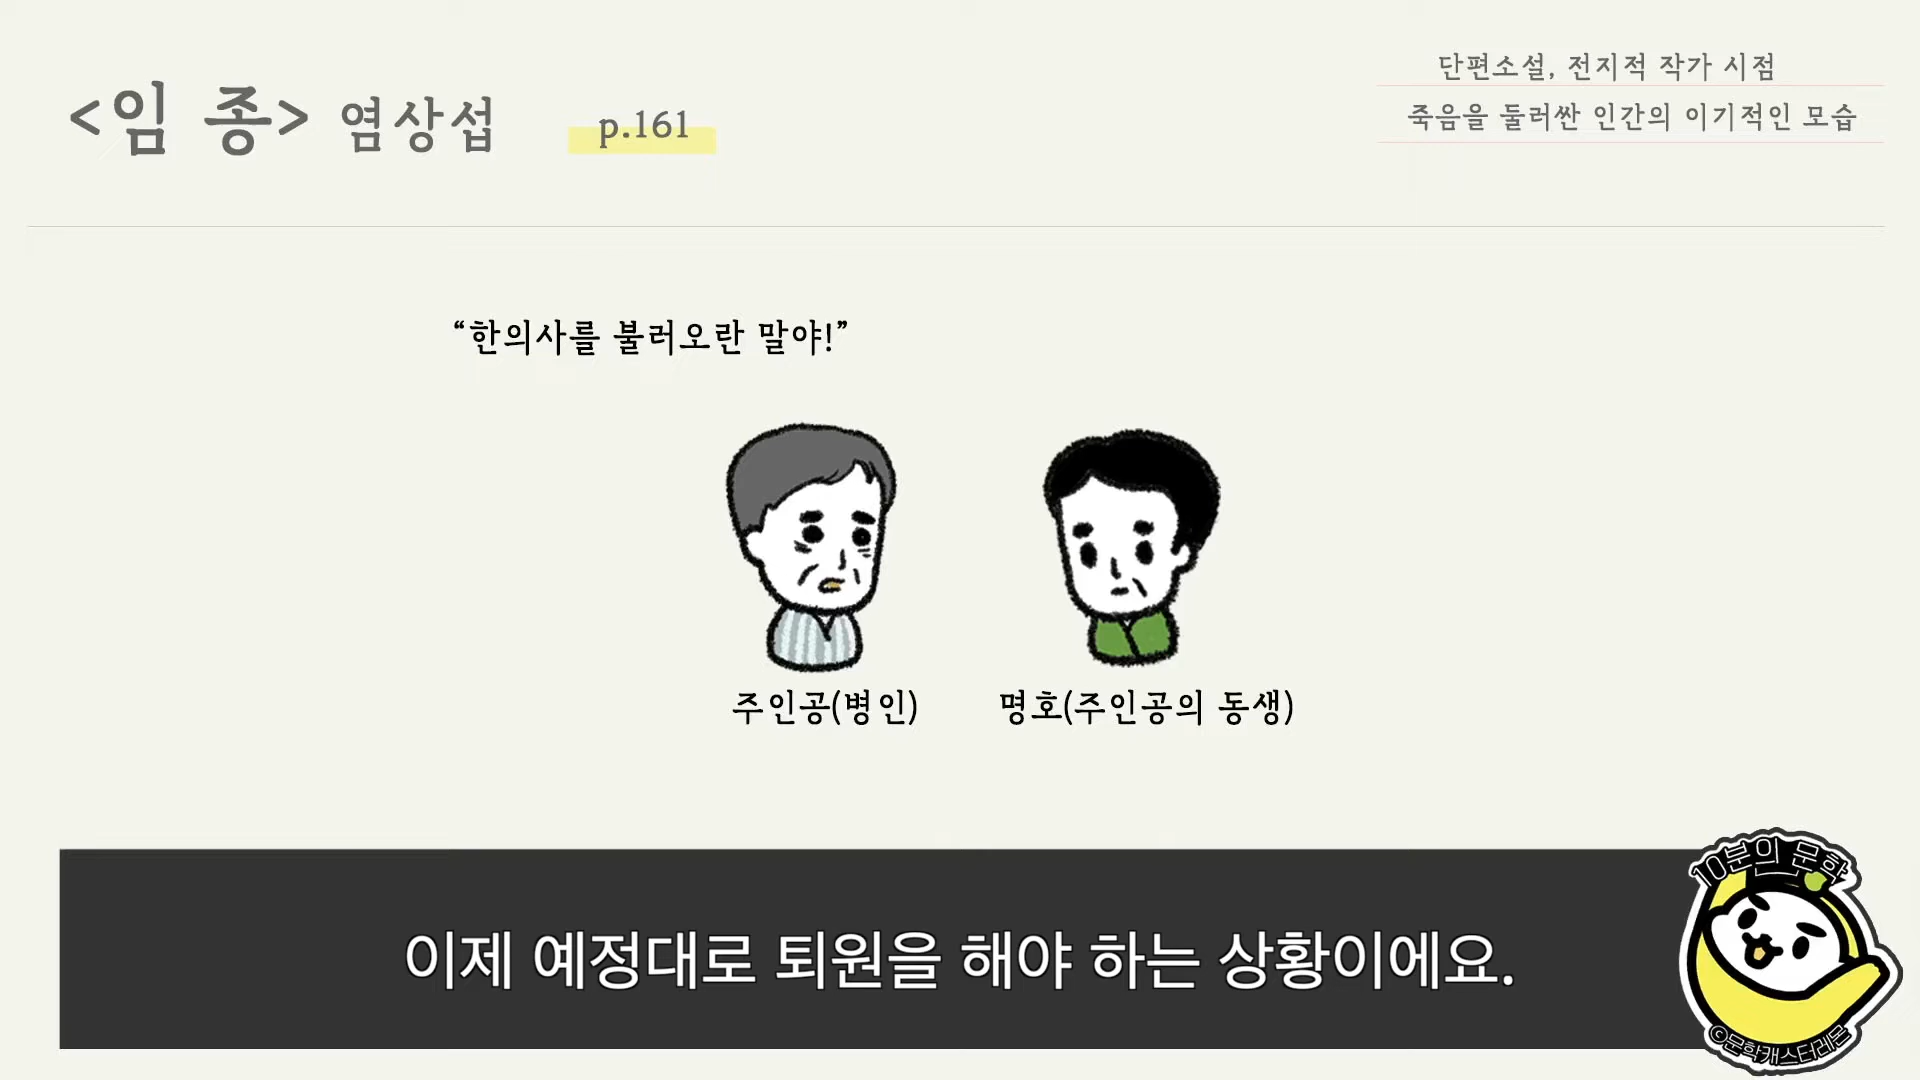 <임 종> 염상섭 p.161
단편소설, 전지적 작가 시점
죽음을 둘러싼 인간의 이기적인 모습
“한의사를 불러오란 말야!”
주인공(병인) 명호(주인공의 동생)
이제 예정대로 퇴원을 해야 하는 상황이에요.
10분의 문학
©문학캐스터레몬